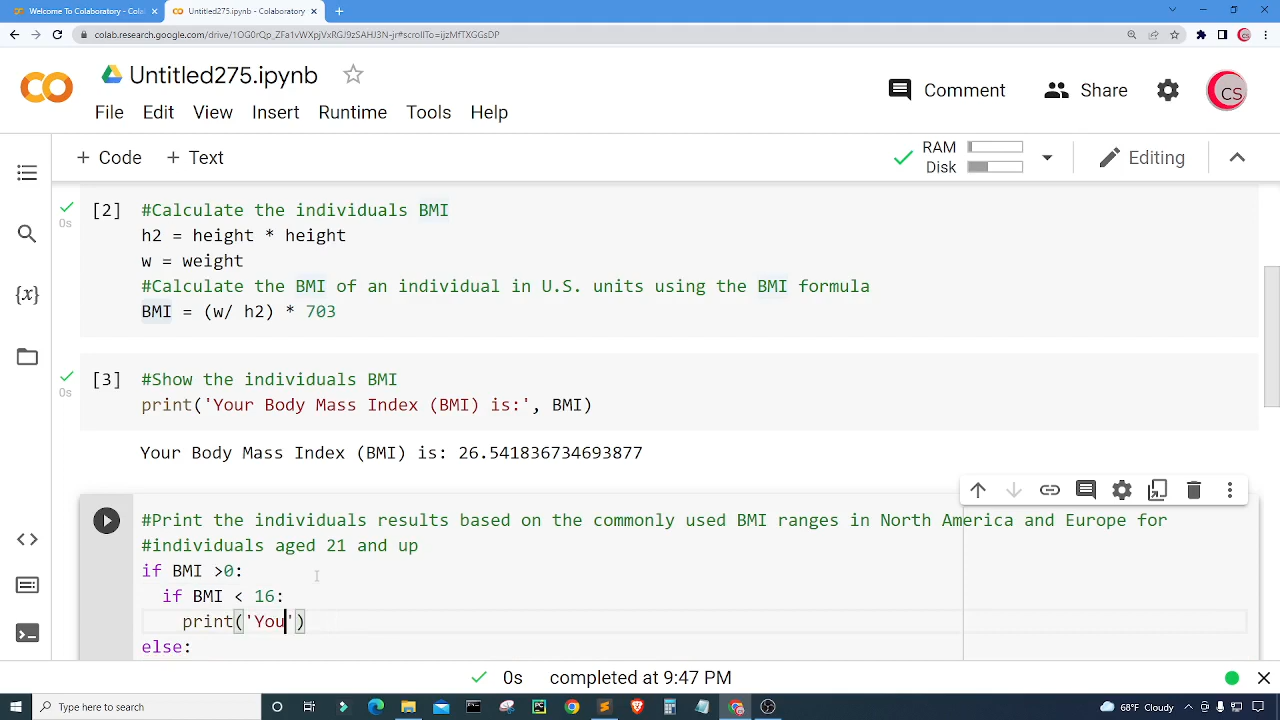 Welcome To Colaboratory - Colab
Untitled275.ipynb - Colaboratory
colab.research.google.com/drive/1OG0rQp_ZFa1vWXpjVxRGJ9zSAHJ3N-jr#scrollTo=ijzMfTXGGsDP
Untitled275.ipynb
Comment
Share
CS
File Edit View Insert Runtime Tools Help
+ Code + Text
RAM
Disk
Editing
[2] #Calculate the individuals BMI
0s
h2 = height * height
w = weight
#Calculate the BMI of an individual in U.S. units using the BMI formula
BMI = (w/ h2) * 703
{x}
[3] #Show the individuals BMI
0s
print('Your Body Mass Index (BMI) is:', BMI)
Your Body Mass Index (BMI) is: 26.541836734693877
#Print the individuals results based on the commonly used BMI ranges in North America and Europe for
#individuals aged 21 and up
if BMI >0:
if BMI < 16:
print('You')
else:
0s completed at 9:47 PM
Type here to search
68°F Cloudy